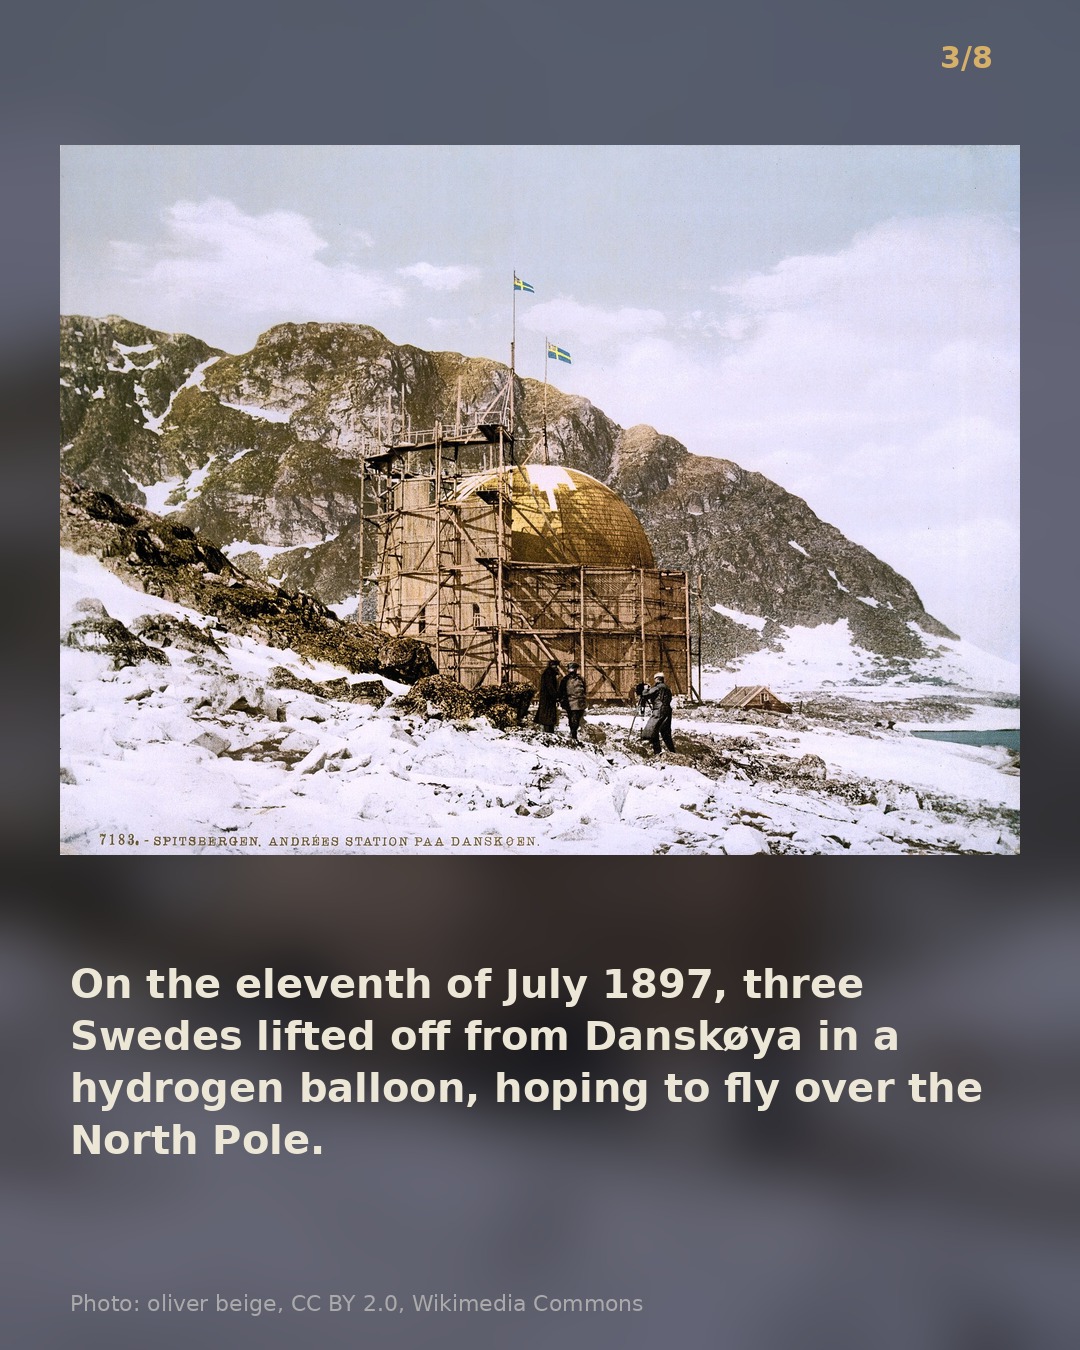 3/8
7183. - SPITSBERGEN. ANDRÉES STATION PAA DANSKØEN.
On the eleventh of July 1897, three
Swedes lifted off from Danskøya in a
hydrogen balloon, hoping to fly over the
North Pole.
Photo: oliver beige, CC BY 2.0, Wikimedia Commons